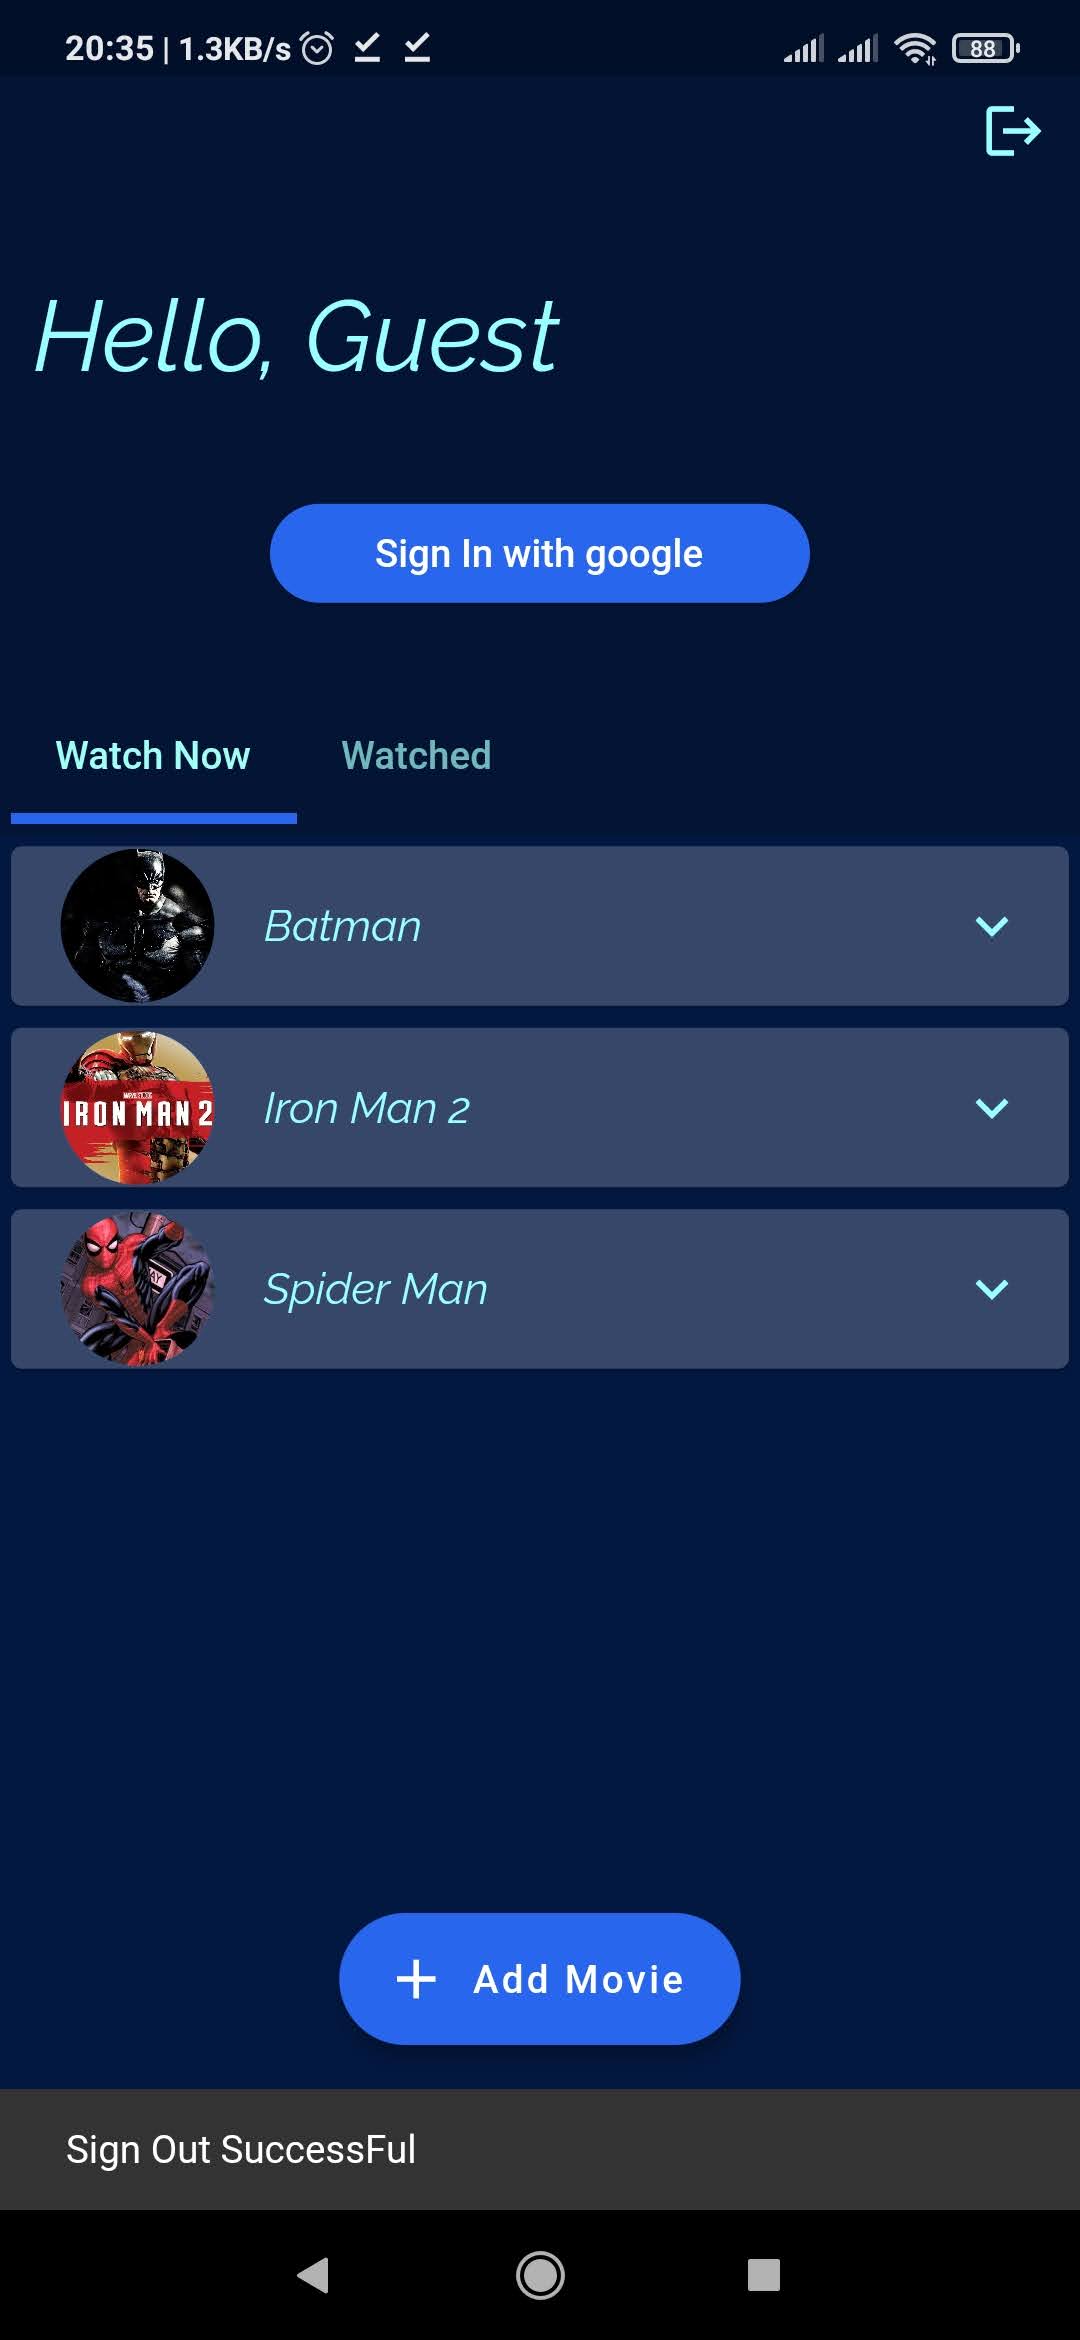 20:35 | 1.3KB/s
88
Hello, Guest
Sign In with google
Watch Now
Watched
Batman
IRON MAN 2
Iron Man 2
Spider Man
+ Add Movie
Sign Out SuccessFul